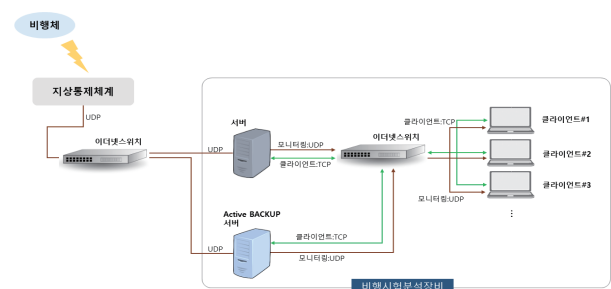 비행체
지상통제체계
UDP
이더넷스위치
UDP
UDP
서버
모니터링:UDP
클라이언트:TCP
Active BACKUP
서버
클라이언트:TCP
모니터링:UDP
이더넷스위치
클라이언트:TCP
모니터링:UDP
클라이언트#1
클라이언트#2
클라이언트#3
비행시험분석장비